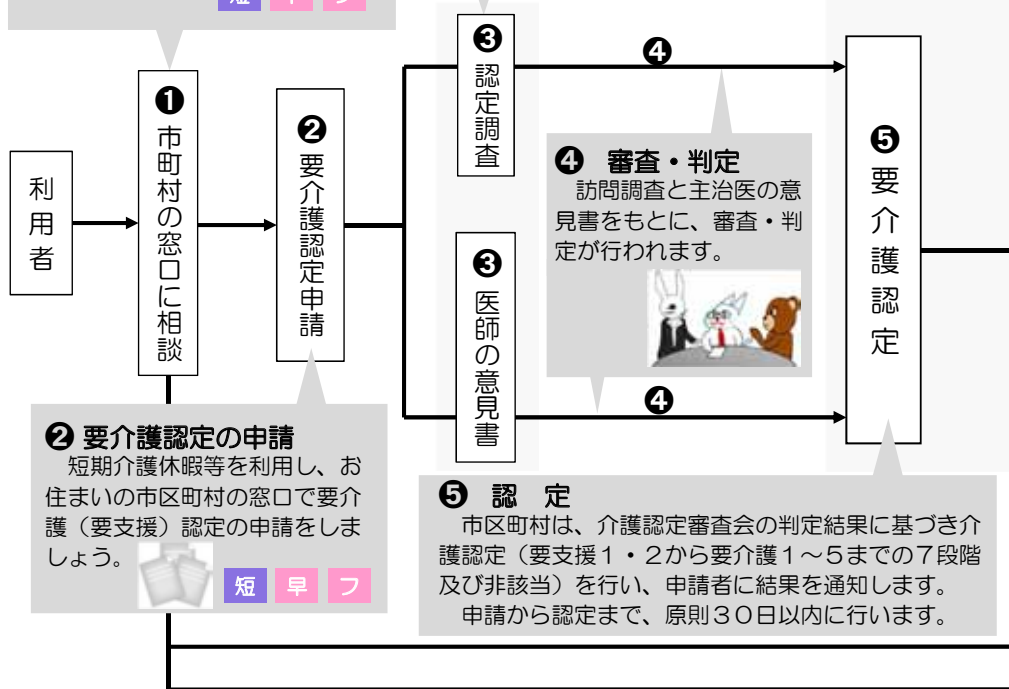 短 早 フ
利用者
❶ 市町村の窓口に相談
❷ 要介護認定申請
❸ 認定調査
❸ 医師の意見書
❹
❹
❺ 要介護認定
❹ 審査・判定
訪問調査と主治医の意
見書をもとに、審査・判
定が行われます。
❷ 要介護認定の申請
短期介護休暇等を利用し、お
住まいの市区町村の窓口で要介
護（要支援）認定の申請をしま
しょう。
短 早 フ
❺ 認 定
市区町村は、介護認定審査会の判定結果に基づき介
護認定（要支援１・２から要介護１～５までの７段階
及び非該当）を行い、申請者に結果を通知します。
申請から認定まで、原則３０日以内に行います。